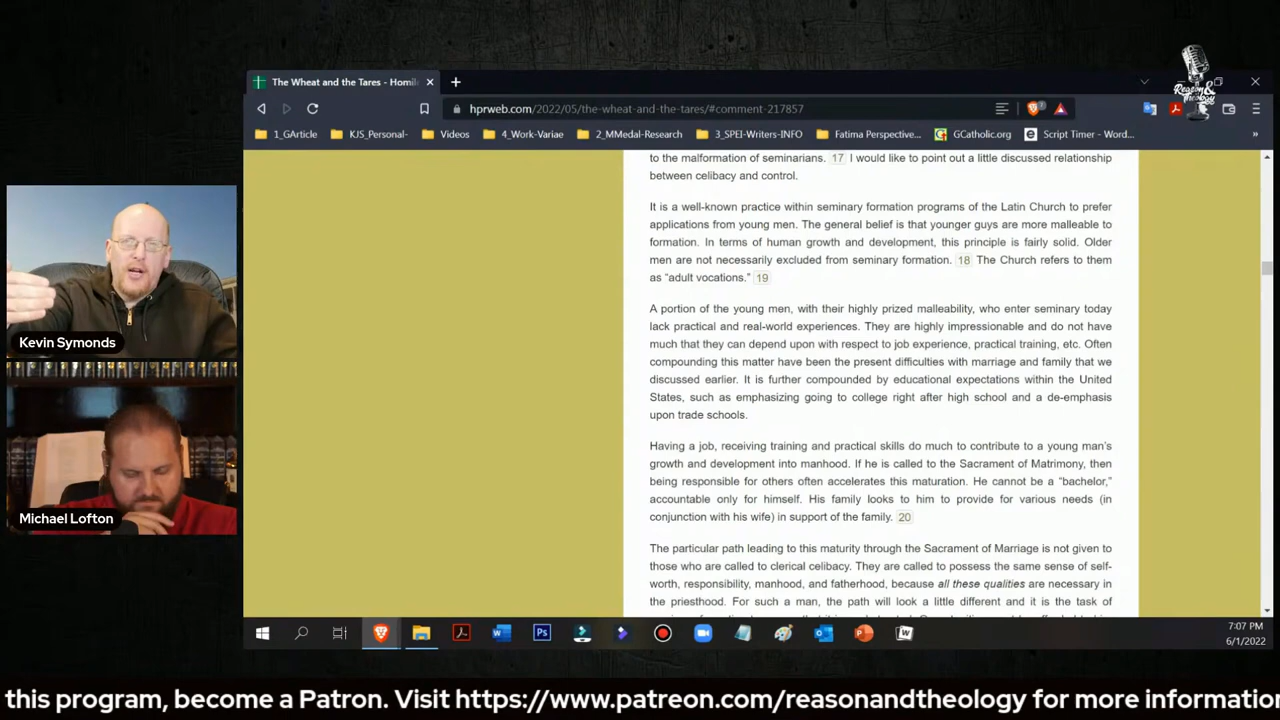 Reason &
Theology
The Wheat and the Tares - Homil
hprweb.com/2022/05/the-wheat-and-the-tares/#comment-217857
1_GArticle KJS_Personal- Videos 4_Work-Variae 2_MMedal-Research 3_SPEI-Writers-INFO Fatima Perspective... GCatholic.org Script Timer - Word... »
to the malformation of seminarians. 17 I would like to point out a little discussed relationship
between celibacy and control.
It is a well-known practice within seminary formation programs of the Latin Church to prefer
applications from young men. The general belief is that younger guys are more malleable to
formation. In terms of human growth and development, this principle is fairly solid. Older
men are not necessarily excluded from seminary formation. 18 The Church refers to them
as “adult vocations.” 19
A portion of the young men, with their highly prized malleability, who enter seminary today
lack practical and real-world experiences. They are highly impressionable and do not have
much that they can depend upon with respect to job experience, practical training, etc. Often
compounding this matter have been the present difficulties with marriage and family that we
discussed earlier. It is further compounded by educational expectations within the United
States, such as emphasizing going to college right after high school and a de-emphasis
upon trade schools.
Having a job, receiving training and practical skills do much to contribute to a young man’s
growth and development into manhood. If he is called to the Sacrament of Matrimony, then
being responsible for others often accelerates this maturation. He cannot be a “bachelor,”
accountable only for himself. His family looks to him to provide for various needs (in
conjunction with his wife) in support of the family. 20
The particular path leading to this maturity through the Sacrament of Marriage is not given to
those who are called to clerical celibacy. They are called to possess the same sense of self-
worth, responsibility, manhood, and fatherhood, because all these qualities are necessary in
the priesthood. For such a man, the path will look a little different and it is the task of
Kevin Symonds
Michael Lofton
7:07 PM
6/1/2022
this program, become a Patron. Visit https://www.patreon.com/reasonandtheology for more informatio